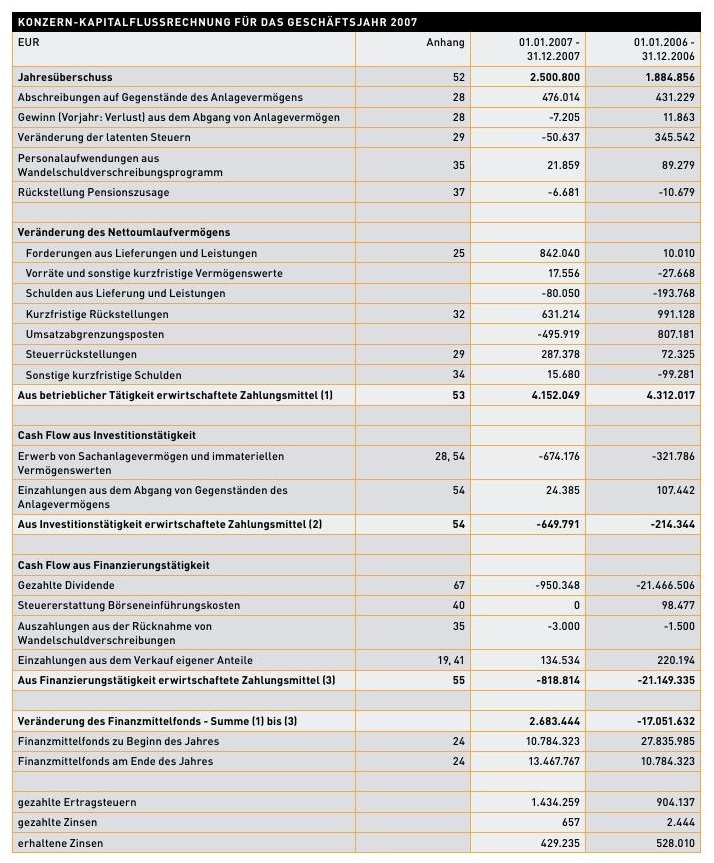 KONZERN-KAPITALFLUSSRECHNUNG FÜR DAS GESCHÄFTSJAHR 2007
EUR Anhang 01.01.2007 - 31.12.2007 01.01.2006 - 31.12.2006
Jahresüberschuss 52 2.500.800 1.884.856
Abschreibungen auf Gegenstände des Anlagevermögens 28 476.014 431.229
Gewinn (Vorjahr: Verlust) aus dem Abgang von Anlagevermögen 28 -7.205 11.863
Veränderung der latenten Steuern 29 -50.637 345.542
Personalaufwendungen aus
Wandelschuldverschreibungsprogramm 35 21.859 89.279
Rückstellung Pensionszusage 37 -6.681 -10.679
Veränderung des Nettoumlaufvermögens
Forderungen aus Lieferungen und Leistungen 25 842.040 10.010
Vorräte und sonstige kurzfristige Vermögenswerte 17.556 -27.668
Schulden aus Lieferung und Leistungen -80.050 -193.768
Kurzfristige Rückstellungen 32 631.214 991.128
Umsatzabgrenzungsposten -495.919 807.181
Steuerrückstellungen 29 287.378 72.325
Sonstige kurzfristige Schulden 34 15.680 -99.281
Aus betrieblicher Tätigkeit erwirtschaftete Zahlungsmittel (1) 53 4.152.049 4.312.017
Cash Flow aus Investitionstätigkeit
Erwerb von Sachanlagevermögen und immateriellen 28, 54 -674.176 -321.786
Vermögenswerten
Einzahlungen aus dem Abgang von Gegenständen des 54 24.385 107.442
Anlagevermögens
Aus Investitionstätigkeit erwirtschaftete Zahlungsmittel (2) 54 -649.791 -214.344
Cash Flow aus Finanzierungstätigkeit
Gezahlte Dividende 67 -950.348 -21.466.506
Steuererstattung Börseneinführungskosten 40 0 98.477
Auszahlungen aus der Rücknahme von 35 -3.000 -1.500
Wandelschuldverschreibungen
Einzahlungen aus dem Verkauf eigener Anteile 19, 41 134.534 220.194
Aus Finanzierungstätigkeit erwirtschaftete Zahlungsmittel (3) 55 -818.814 -21.149.335
Veränderung des Finanzmittelfonds - Summe (1) bis (3) 2.683.444 -17.051.632
Finanzmittelfonds zu Beginn des Jahres 24 10.784.323 27.835.985
Finanzmittelfonds am Ende des Jahres 24 13.467.767 10.784.323
gezahlte Ertragsteuern 1.434.259 904.137
gezahlte Zinsen 657 2.444
erhaltene Zinsen 429.235 528.010